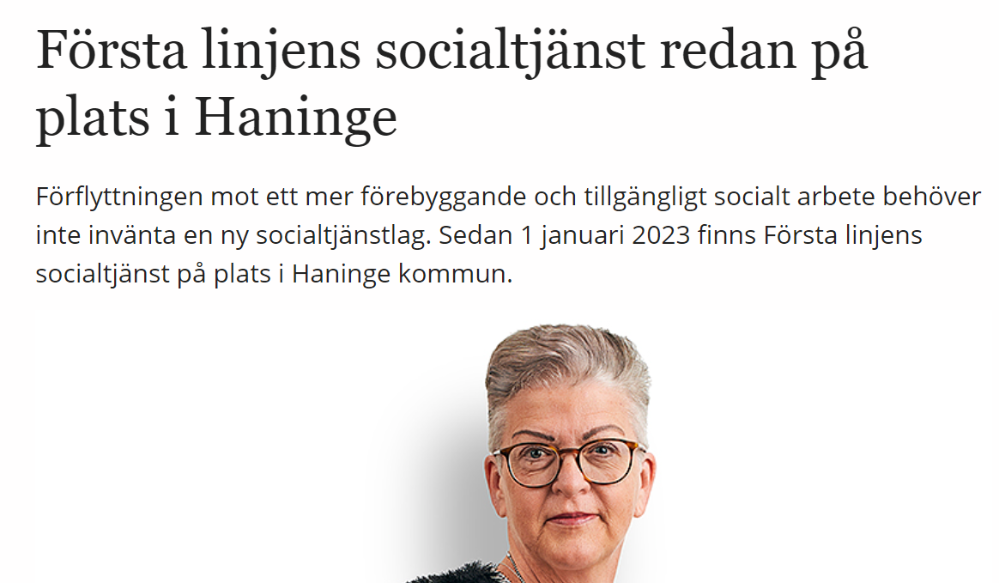 Första linjens socialtjänst redan på
plats i Haninge
Förflyttningen mot ett mer förebyggande och tillgängligt socialt arbete behöver
inte invänta en ny socialtjänstlag. Sedan 1 januari 2023 finns Första linjens
socialtjänst på plats i Haninge kommun.